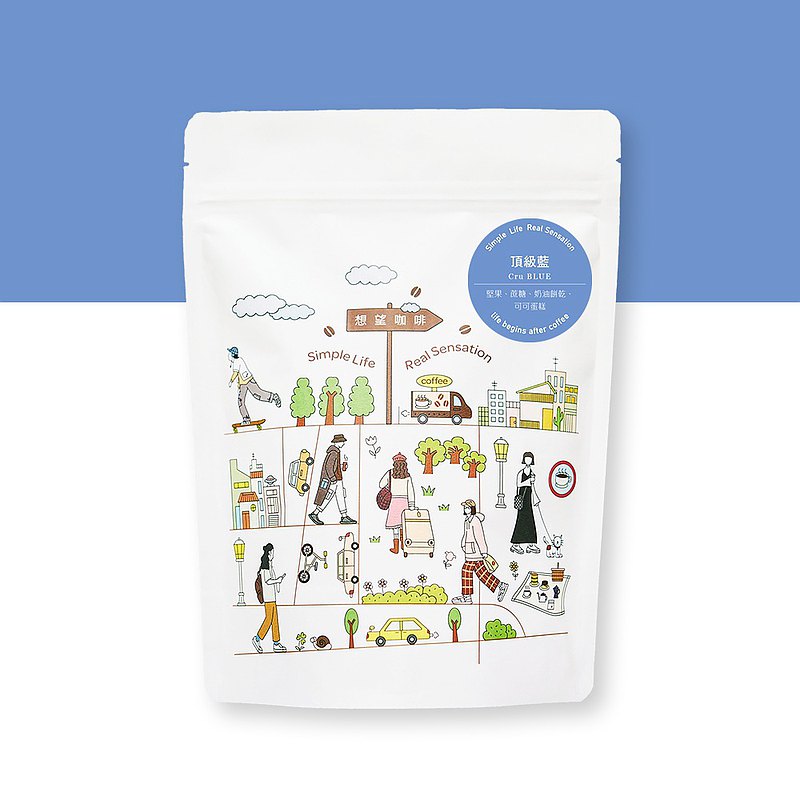 Simple Life Real Sensation
頂級藍
Cru BLUE
堅果、蔗糖、奶油餅乾、
可可蛋糕
Life begins after coffee
想望咖啡
Simple Life Real Sensation
coffee